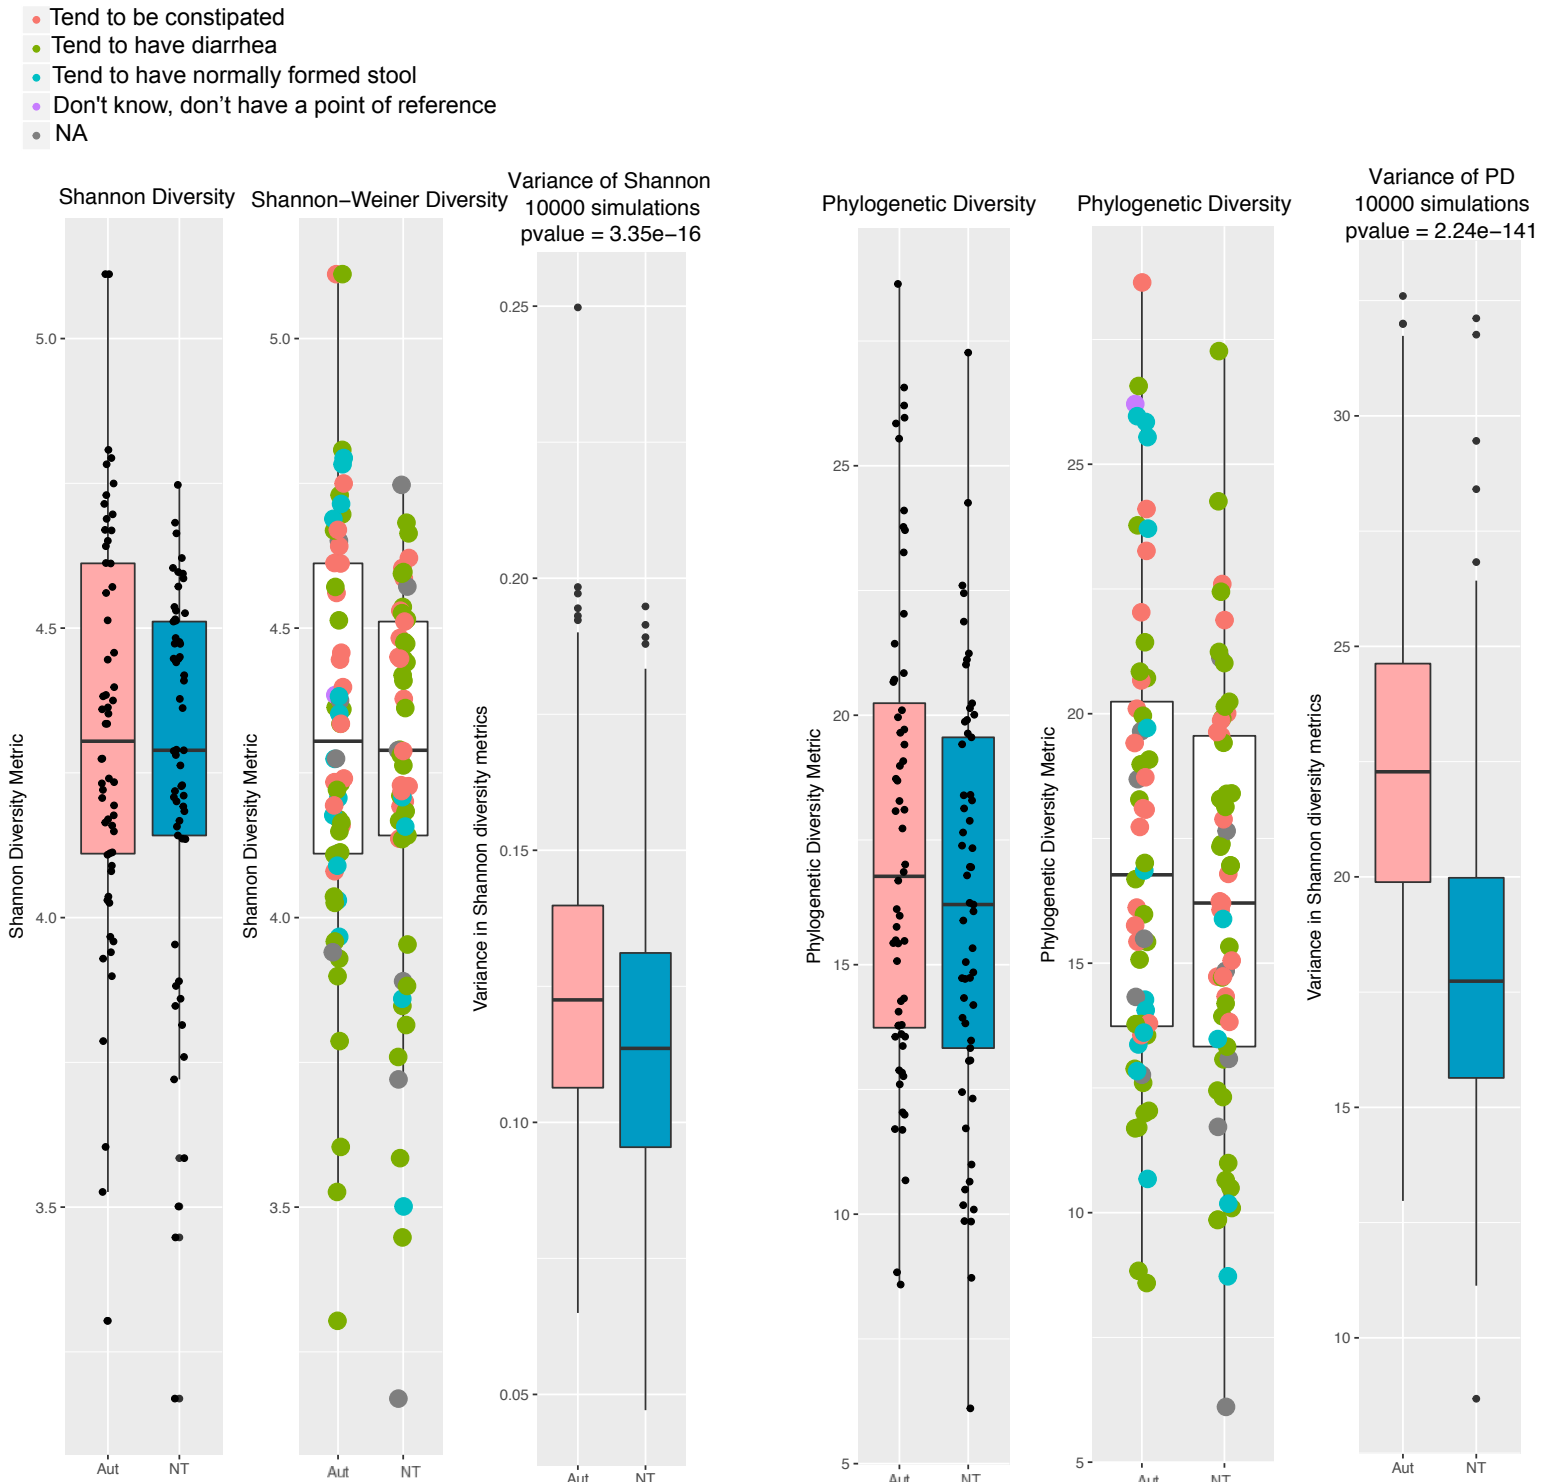 Tend to be constipated
Tend to have diarrhea
Tend to have normally formed stool
Don't know, don’t have a point of reference
NA
Shannon Diversity
Shannon Diversity Metric
5.0
4.5
4.0
3.5
Aut
NT
Shannon−Weiner Diversity
Shannon Diversity Metric
5.0
4.5
4.0
3.5
Aut
NT
Variance of Shannon
10000 simulations
pvalue = 3.35e−16
Variance in Shannon diversity metrics
0.25
0.20
0.15
0.10
0.05
Aut
NT
Phylogenetic Diversity
Phylogenetic Diversity Metric
25
20
15
10
5
Aut
NT
Phylogenetic Diversity
Phylogenetic Diversity Metric
25
20
15
10
5
Aut
NT
Variance of PD
10000 simulations
pvalue = 2.24e−141
Variance in Shannon diversity metrics
30
25
20
15
10
Aut
NT